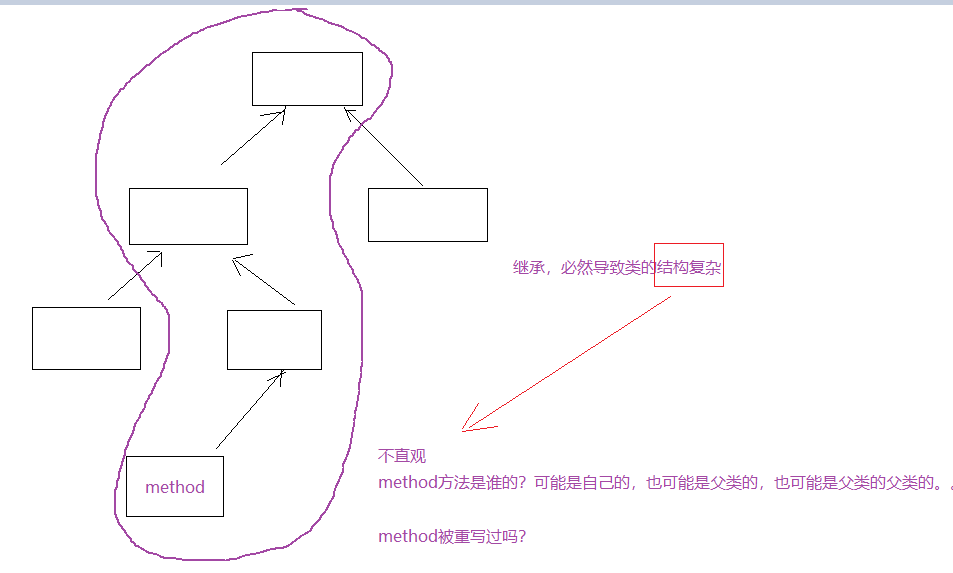 继承，必然导致类的结构复杂
不直观
method方法是谁的？可能是自己的，也可能是父类的，也可能是父类的父类的。。
method
method被重写过吗？